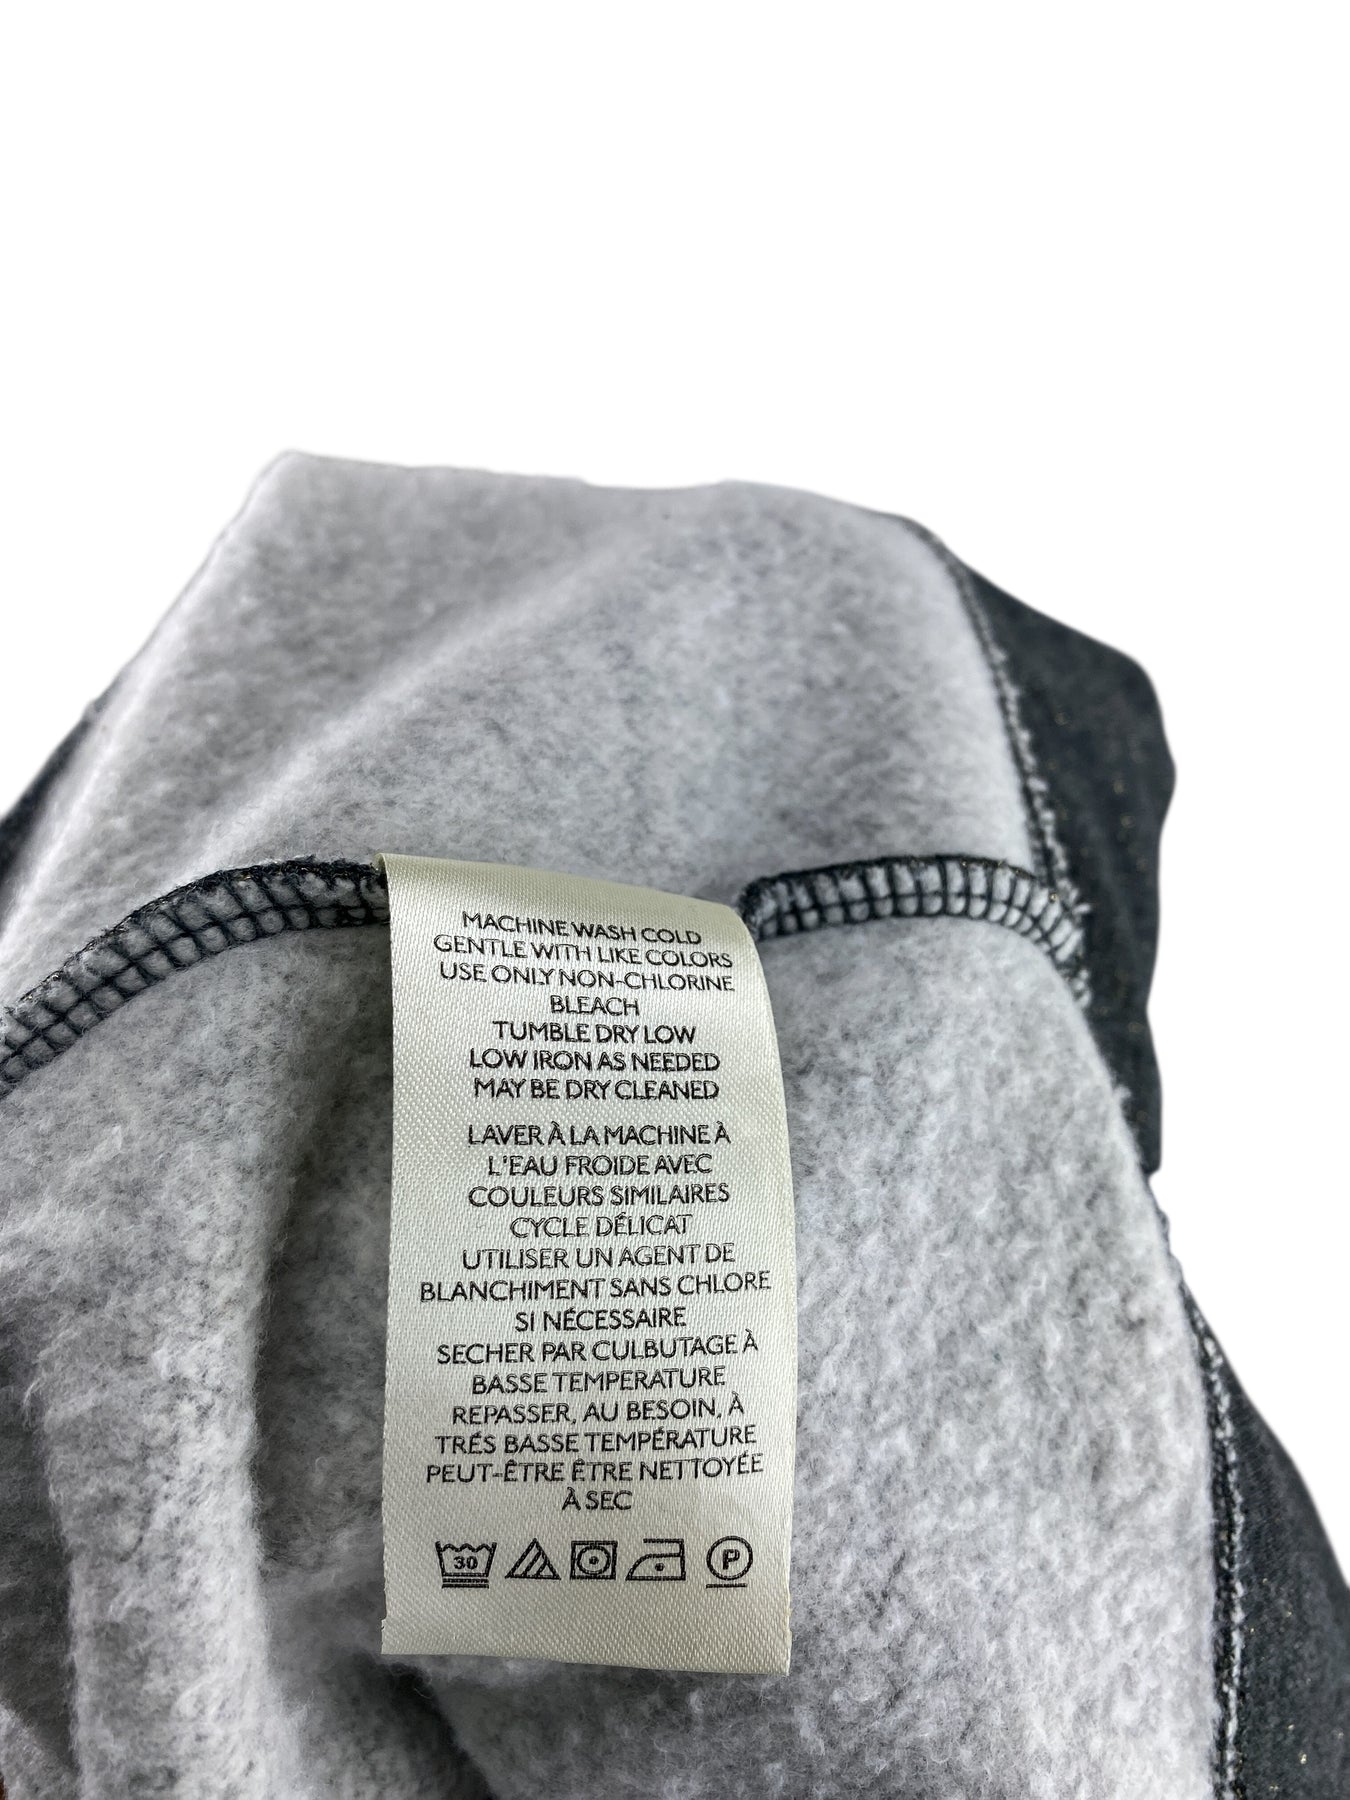 MACHINE WASH COLD
GENTLE WITH LIKE COLORS
USE ONLY NON-CHLORINE
BLEACH
TUMBLE DRY LOW
LOW IRON AS NEEDED
MAY BE DRY CLEANED
LAVER À LA MACHINE À
L'EAU FROIDE AVEC
COULEURS SIMILAIRES
CYCLE DÉLICAT
UTILISER UN AGENT DE
BLANCHIMENT SANS CHLORE
SI NÉCESSAIRE
SECHER PAR CULBUTAGE À
BASSE TEMPERATURE
REPASSER, AU BESOIN, À
TRÉS BASSE TEMPÉRATURE
PEUT-ÊTRE ÊTRE NETTOYÉE
À SEC
30 P